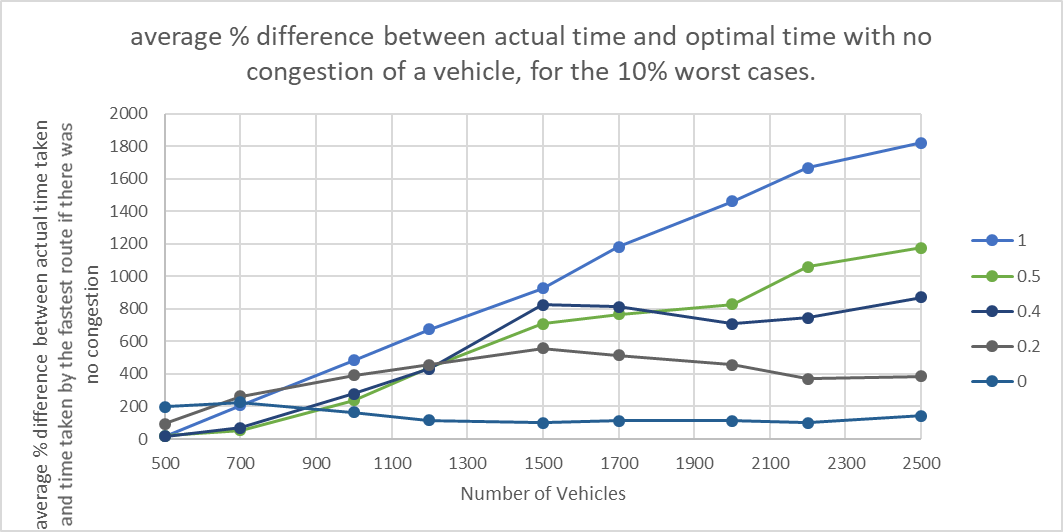 average % difference between actual time and optimal time with no
congestion of a vehicle, for the 10% worst cases.
average % difference between actual time taken
and time taken by the fastest route if there was
no congestion
2000
1800
1600
1400
1200
1000
800
600
400
200
0
500 700 900 1100 1300 1500 1700 1900 2100 2300 2500
Number of Vehicles
1
0.5
0.4
0.2
0